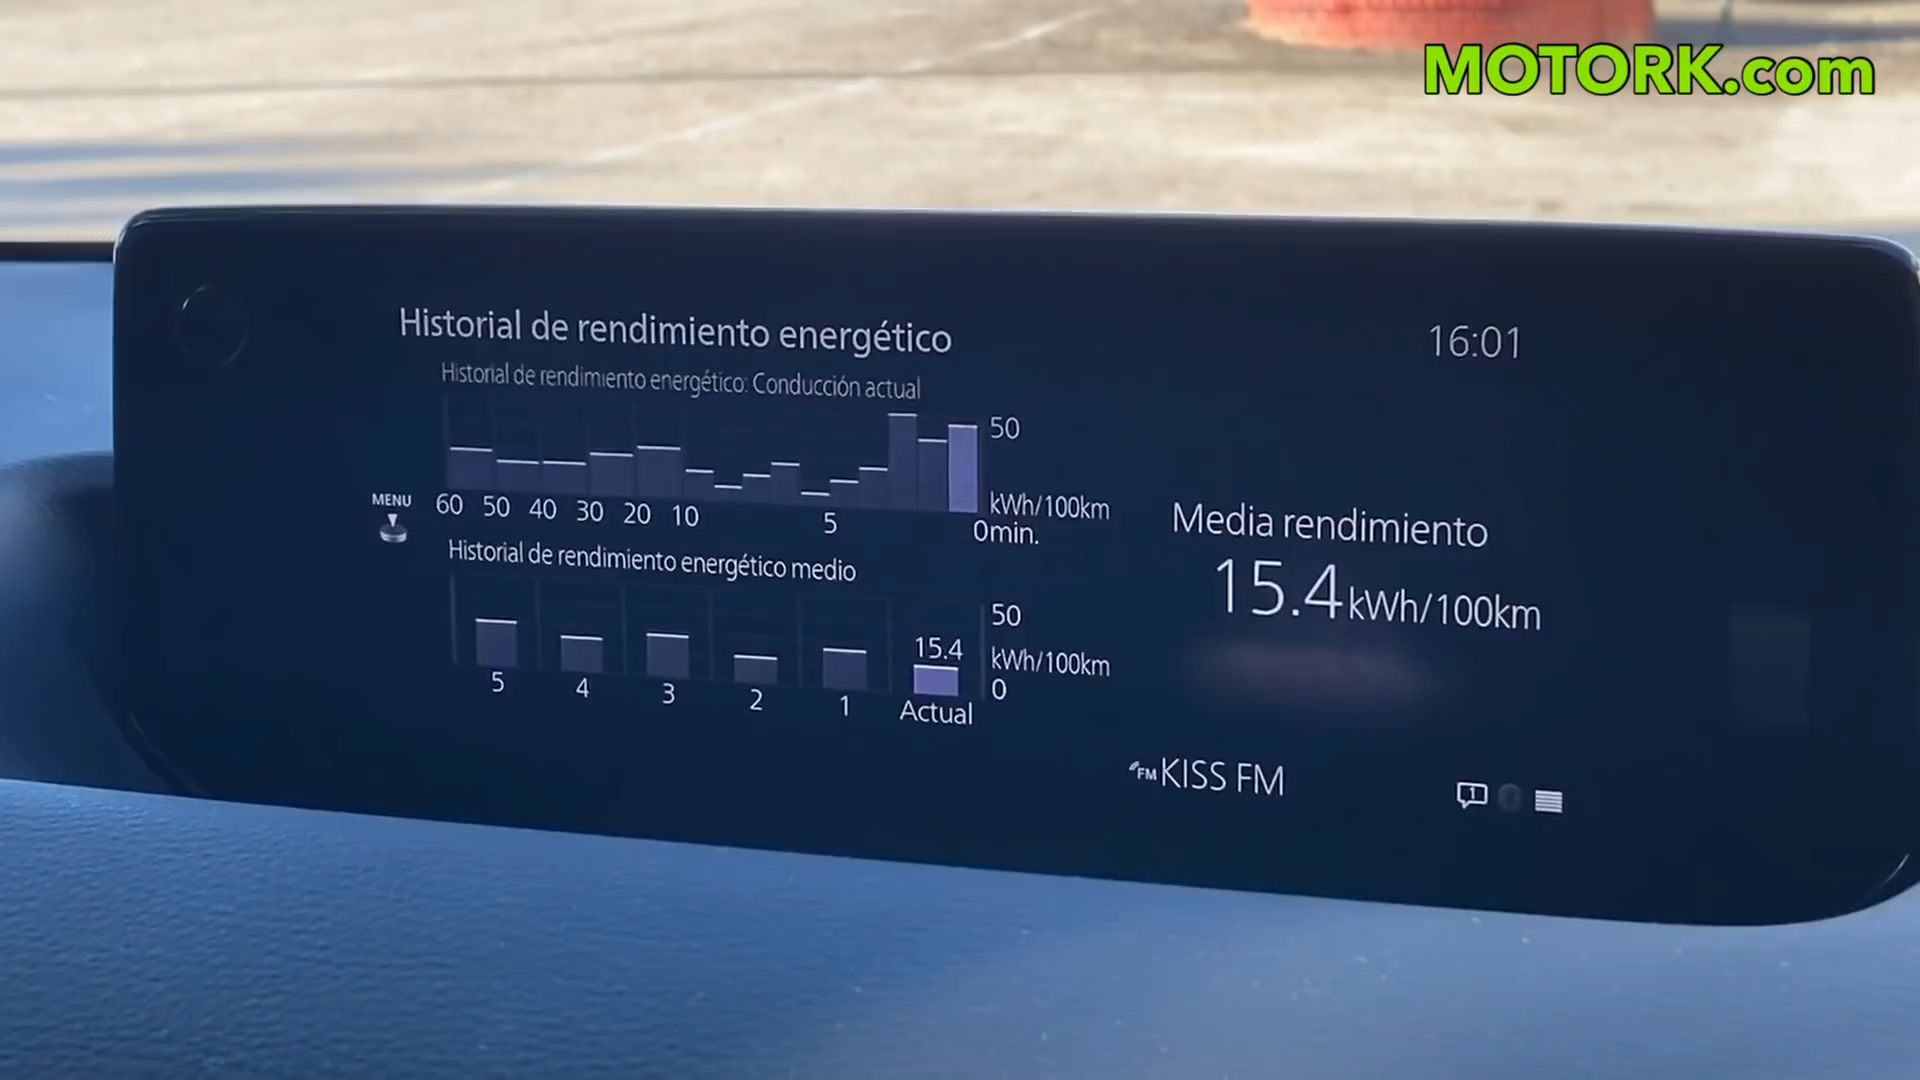 MOTORK.com
Historial de rendimiento energético
16:01
Historial de rendimiento energético: Conducción actual
50
kWh/100km
MENU
60 50 40 30 20 10 5 0min.
Media rendimiento
15.4 kWh/100km
Historial de rendimiento energético medio
50
15.4
kWh/100km
0
5 4 3 2 1 Actual
FM KISS FM
1